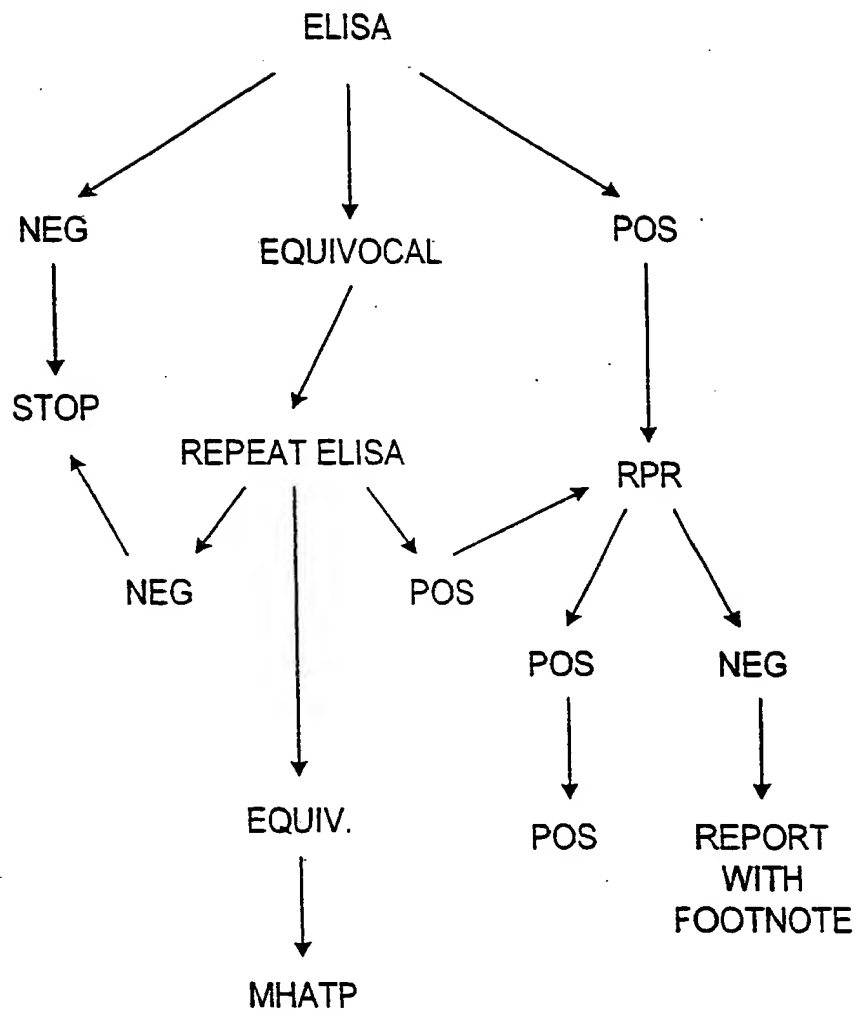 ELISA
NEG
EQUIVOCAL
POS
STOP
REPEAT ELISA
RPR
NEG
POS
POS
NEG
EQUIV.
POS
REPORT
WITH
FOOTNOTE
MHATP